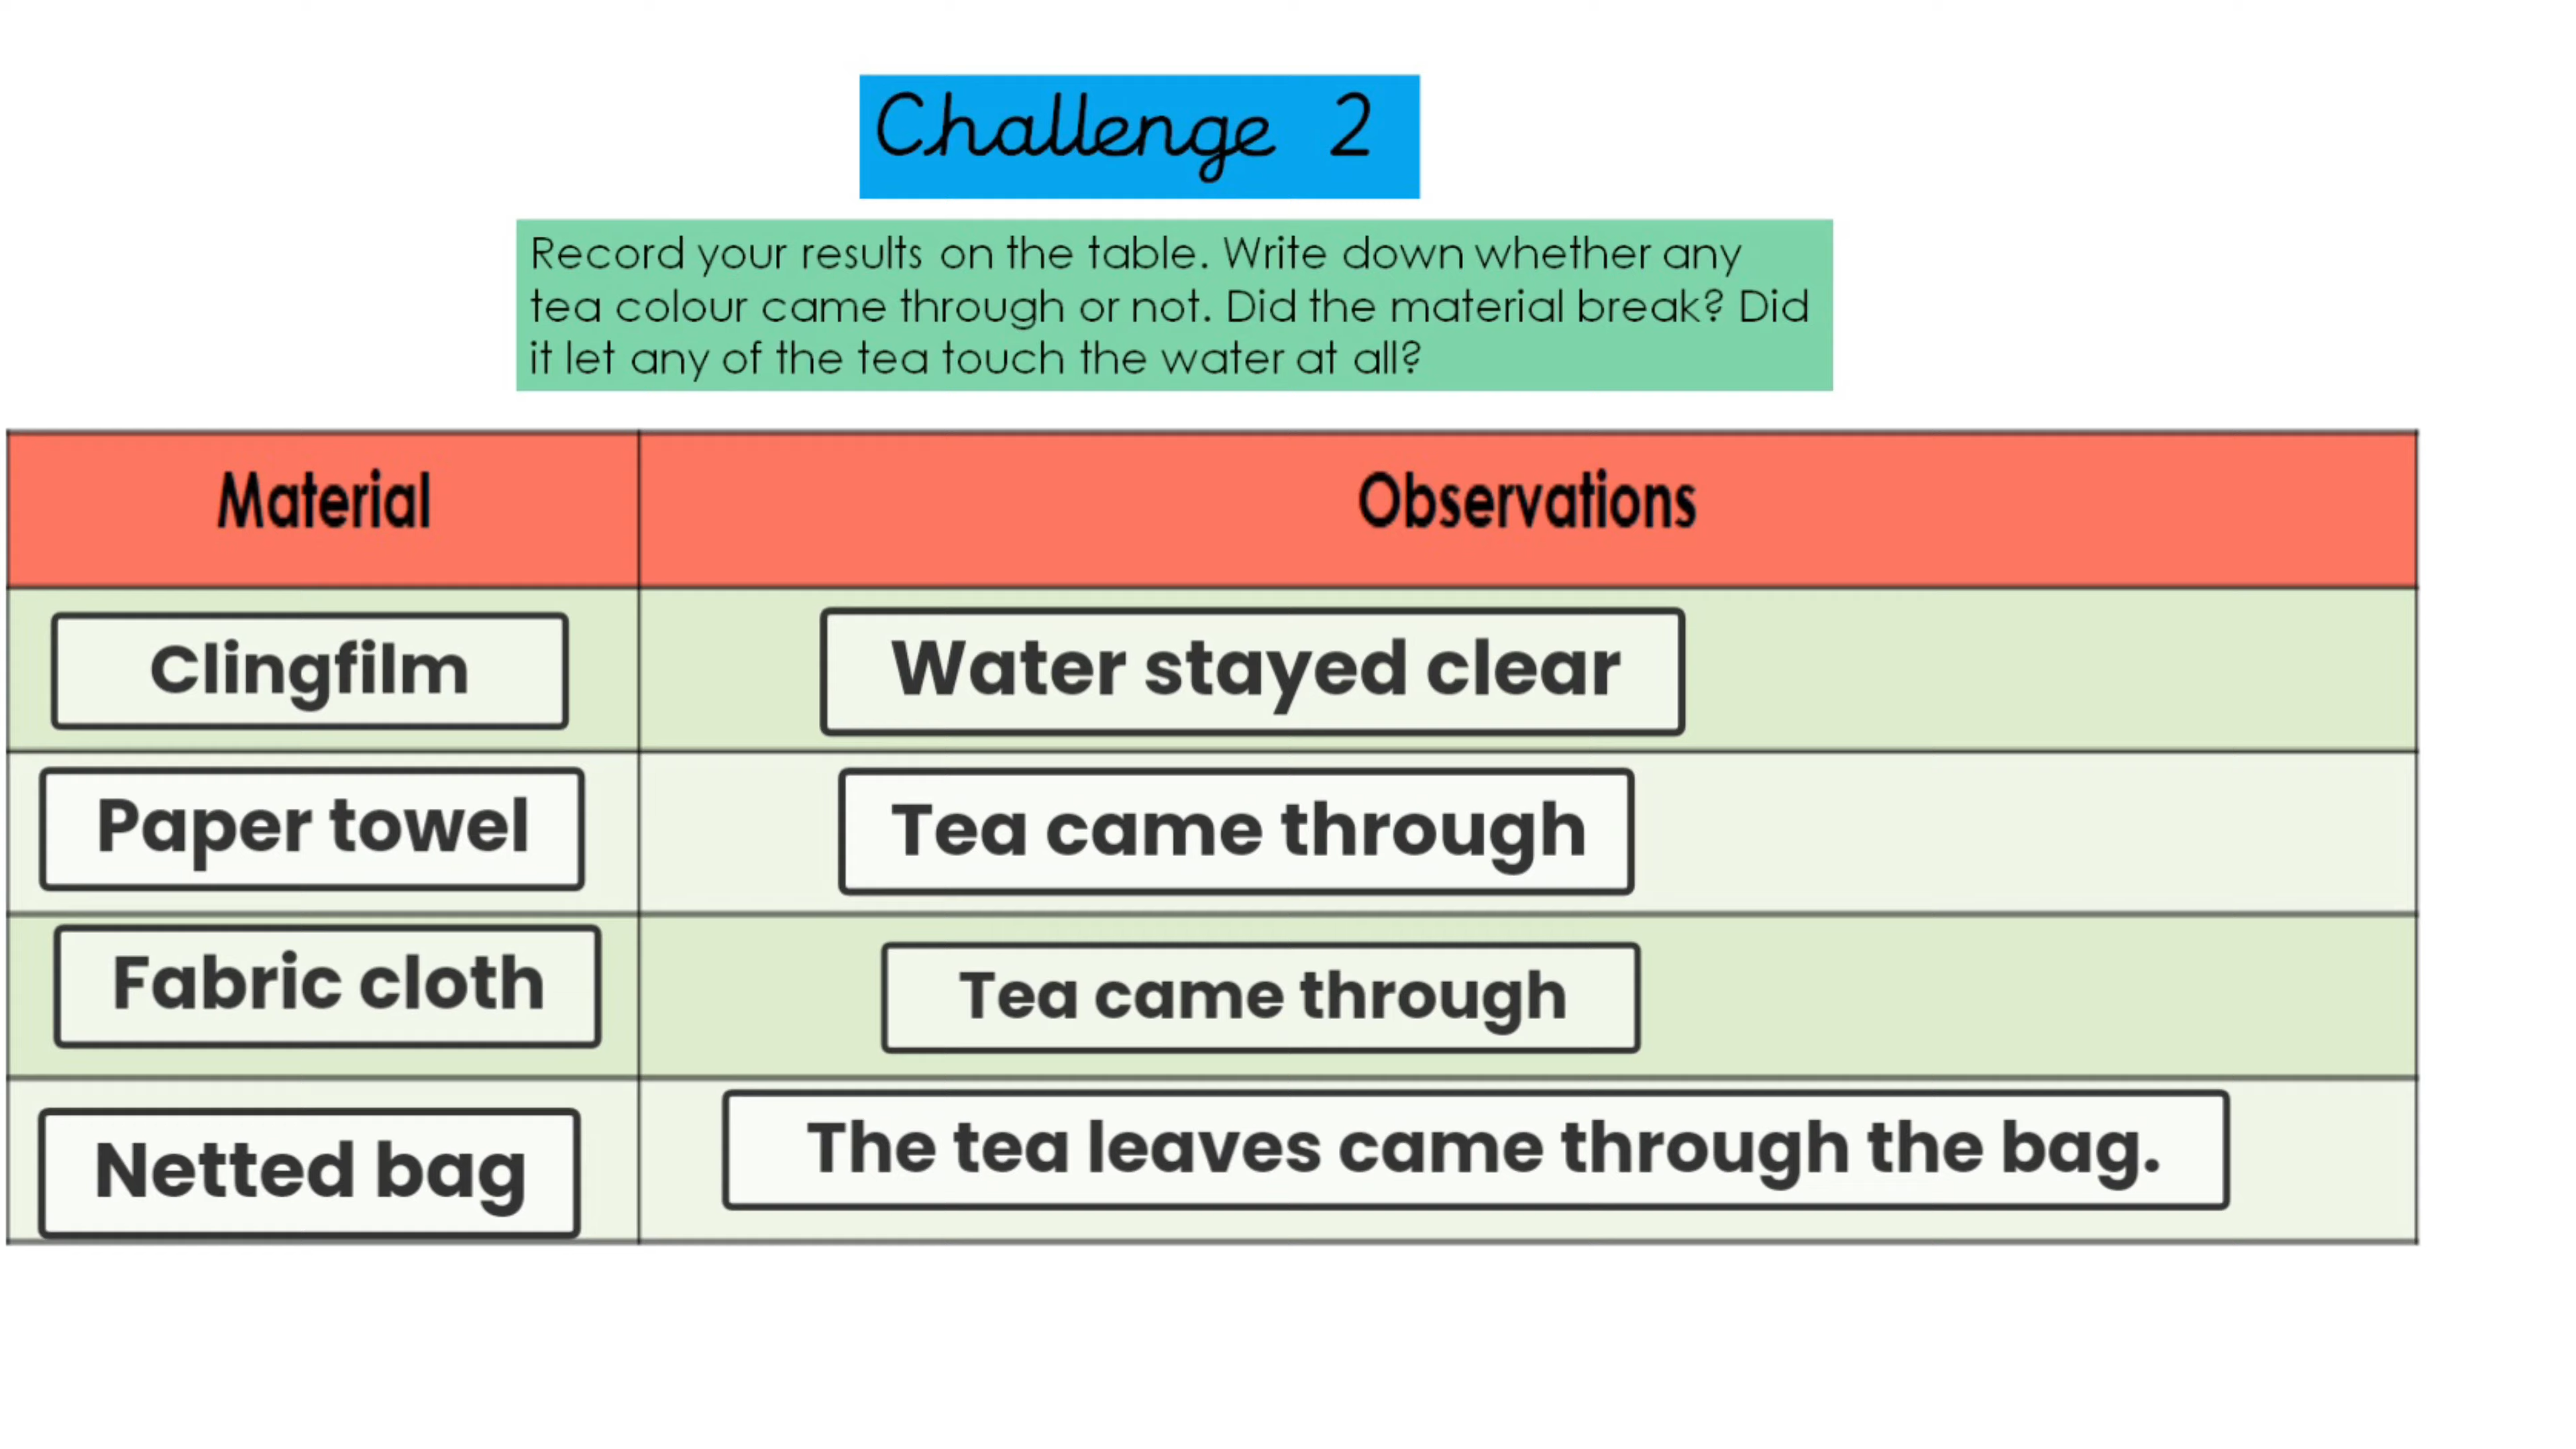 Challenge 2
Record your results on the table. Write down whether any
tea colour came through or not. Did the material break? Did
it let any of the tea touch the water at all?
Material Observations
Clingfilm Water stayed clear
Paper towel Tea came through
Fabric cloth Tea came through
Netted bag The tea leaves came through the bag.